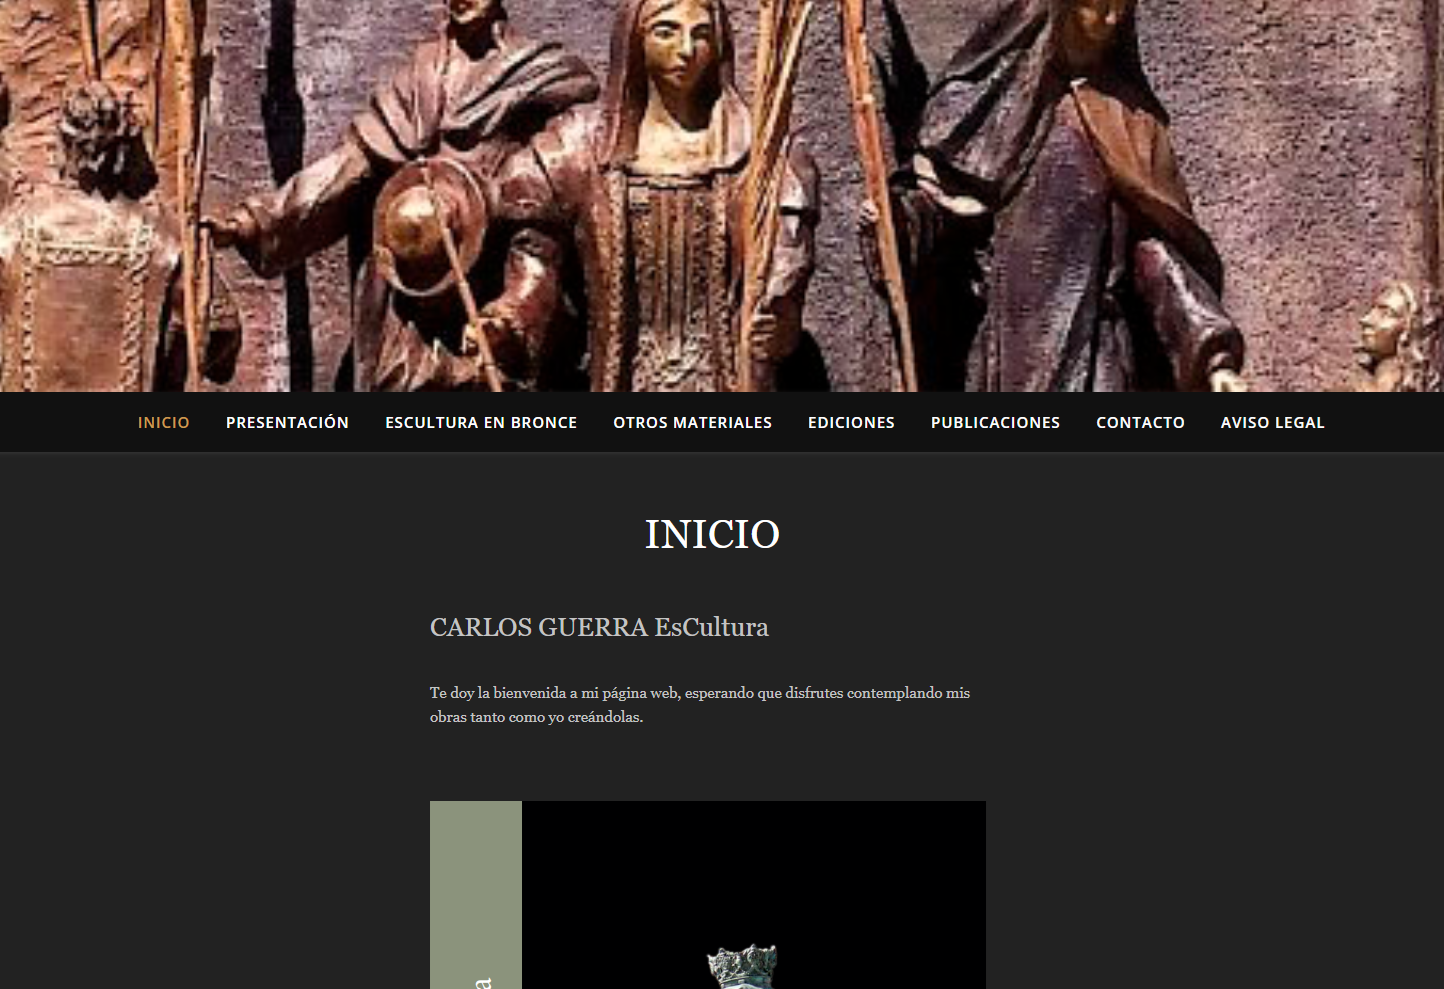 INICIO PRESENTACIÓN ESCULTURA EN BRONCE OTROS MATERIALES EDICIONES PUBLICACIONES CONTACTO AVISO LEGAL
INICIO
CARLOS GUERRA EsCultura
Te doy la bienvenida a mi página web, esperando que disfrutes contemplando mis
obras tanto como yo creándolas.
a